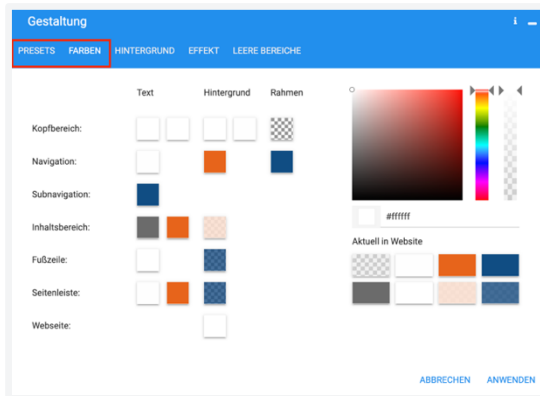 Gestaltung
i
PRESETS FARBEN HINTERGRUND EFFEKT LEERE BEREICHE
Text Hintergrund Rahmen
Kopfbereich:
Navigation:
Subnavigation:
Inhaltsbereich:
#ffffff
Aktuell in Website
Fußzeile:
Seitenleiste:
Webseite:
ABBRECHEN ANWENDEN